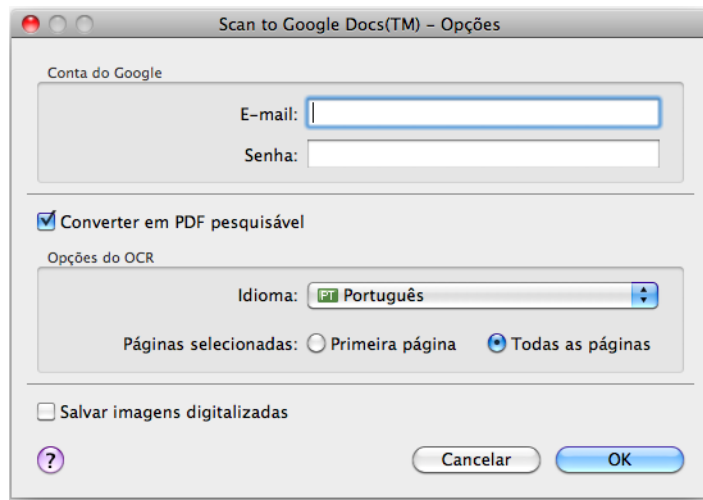 Scan to Google Docs(TM) – Opções
Conta do Google
E-mail:
Senha:
Converter em PDF pesquisável
Opções do OCR
Idioma: PT Português
Páginas selecionadas: Primeira página Todas as páginas
Salvar imagens digitalizadas
? Cancelar OK